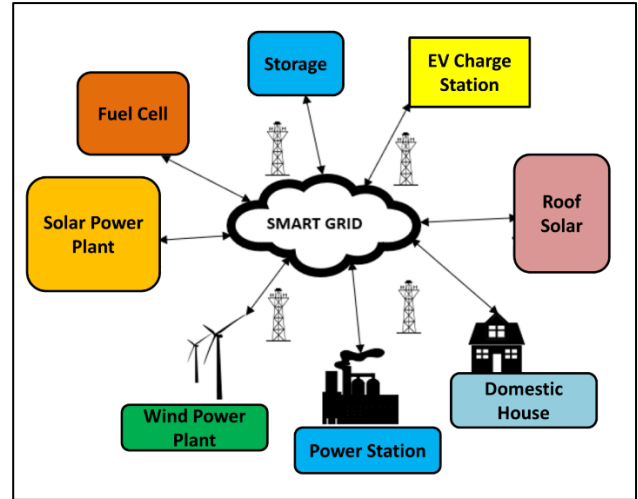 Storage
EV Charge
Station
Fuel Cell
Solar Power
Plant
SMART GRID
Roof
Solar
Wind Power
Plant
Power Station
Domestic
House